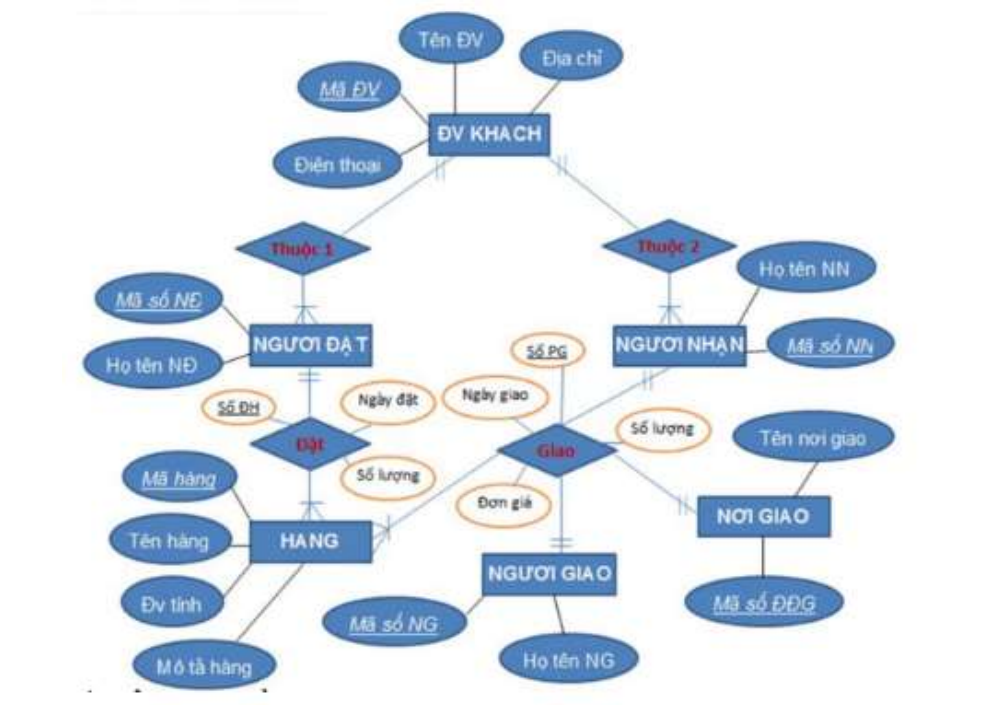 Tên ĐV
Địa chỉ
Mã ĐV
ĐV KHACH
Điện thoại
Thuộc 1
Thuộc 2
Họ tên NN
Mã số NĐ
NGƯƠI ĐẶT
Số PG
NGƯƠI NHẠN
Mã số NN
Họ tên NĐ
Số ĐH
Ngày đặt
Ngày giao
Số lượng
Tên nơi giao
Đặt
Giao
Mã hàng
Số lượng
Đơn giá
NƠI GIAO
Tên hàng
HANG
NGƯƠI GIAO
Đv tính
Mã số NG
Mã số ĐĐG
Mô tả hàng
Họ tên NG